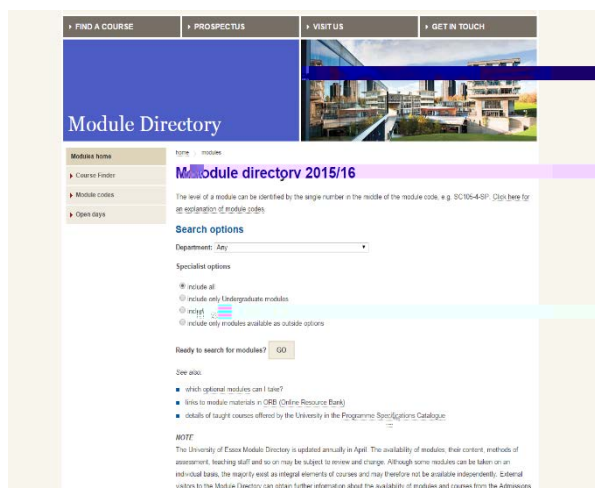 FIND A COURSE
PROSPECTUS
VISIT US
GET IN TOUCH
Module Directory
Modules home
Course Finder
Module codes
Open days
home modules
Module directory 2015/16
The level of a module can be identified by the single number in the middle of the module code, e.g. SC105-4-SP. Click here for
an explanation of module codes.
Search options
Department: Any
Specialist options
include all
include only Undergraduate modules
include only modules available as outside options
Ready to search for modules? GO
See also:
which optional modules can I take?
links to module materials in ORB (Online Resource Bank)
details of taught courses offered by the University in the Programme Specifications Catalogue
NOTE
The University of Essex Module Directory is updated annually in April. The availability of modules, their content, methods of
assessment, teaching staff and so on may be subject to review and change. Although some modules can be taken on an
individual basis, the majority exist as integral elements of courses and may therefore not be available independently. External
visitors to the Module Directory can obtain further information about the availability of modules and courses from the Admissions